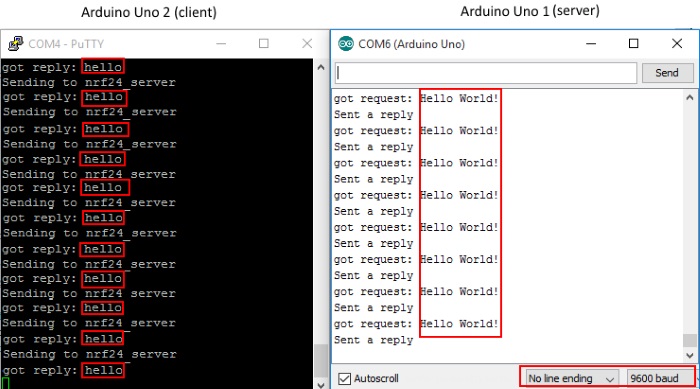 Arduino Uno 2 (client)
COM4 - PuTTY
got reply: hello
Sending to nrf24_server
got reply: hello
Sending to nrf24_server
got reply: hello
Sending to nrf24_server
got reply: hello
Sending to nrf24_server
got reply: hello
Sending to nrf24_server
got reply: hello
Sending to nrf24_server
got reply: hello
Sending to nrf24_server
got reply: hello
Sending to nrf24_server
got reply: hello
Sending to nrf24_server
got reply: hello
Sending to nrf24_server
got reply: hello
Arduino Uno 1 (server)
COM6 (Arduino Uno)
Send
got request: Hello World!
Sent a reply
got request: Hello World!
Sent a reply
got request: Hello World!
Sent a reply
got request: Hello World!
Sent a reply
got request: Hello World!
Sent a reply
got request: Hello World!
Sent a reply
got request: Hello World!
Sent a reply
got request: Hello World!
Sent a reply
Autoscroll
No line ending
9600 baud